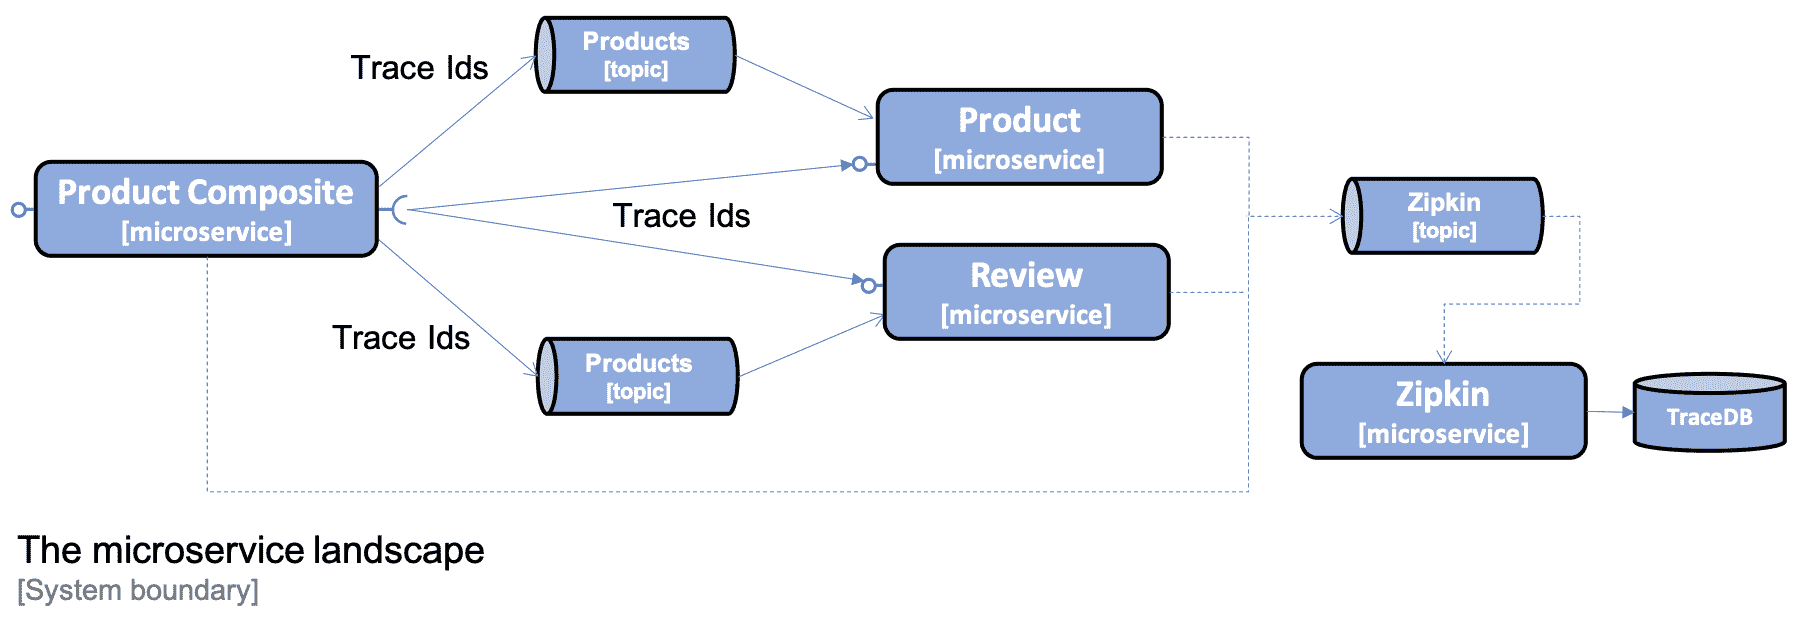 Trace Ids
Products
[topic]
Product
[microservice]
Product Composite
[microservice]
Trace Ids
Zipkin
[topic]
Review
[microservice]
Trace Ids
Products
[topic]
Zipkin
[microservice]
TraceDB
The microservice landscape
[System boundary]